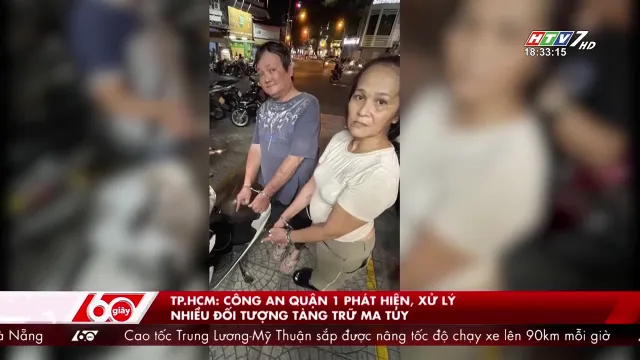 HTV7 HD
18:33:15
60 giây
TP.HCM: CÔNG AN QUẬN 1 PHÁT HIỆN, XỬ LÝ
NHIỀU ĐỐI TƯỢNG TÀNG TRỮ MA TÚY
à Nẵng Cao tốc Trung Lương-Mỹ Thuận sắp được nâng tốc độ chạy xe lên 90km mỗi giờ